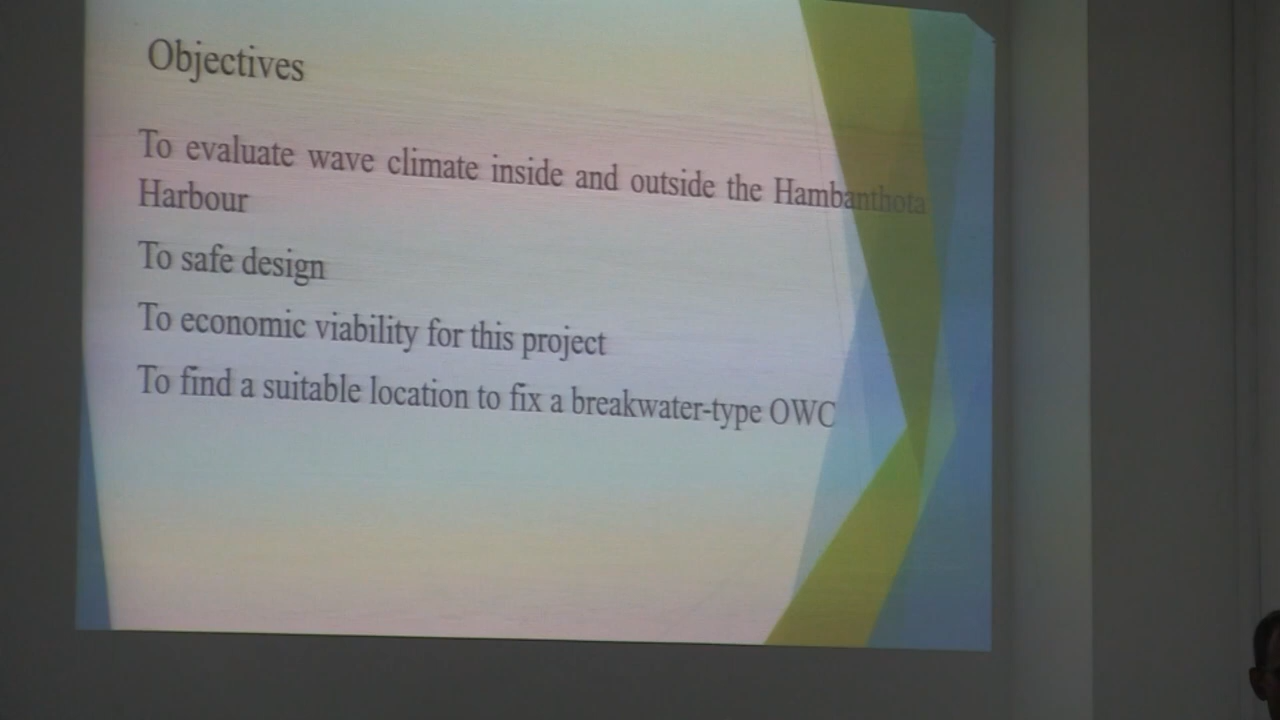 Objectives
To evaluate wave climate inside and outside the Hambanthota
Harbour
To safe design
To economic viability for this project
To find a suitable location to fix a breakwater-type OWC